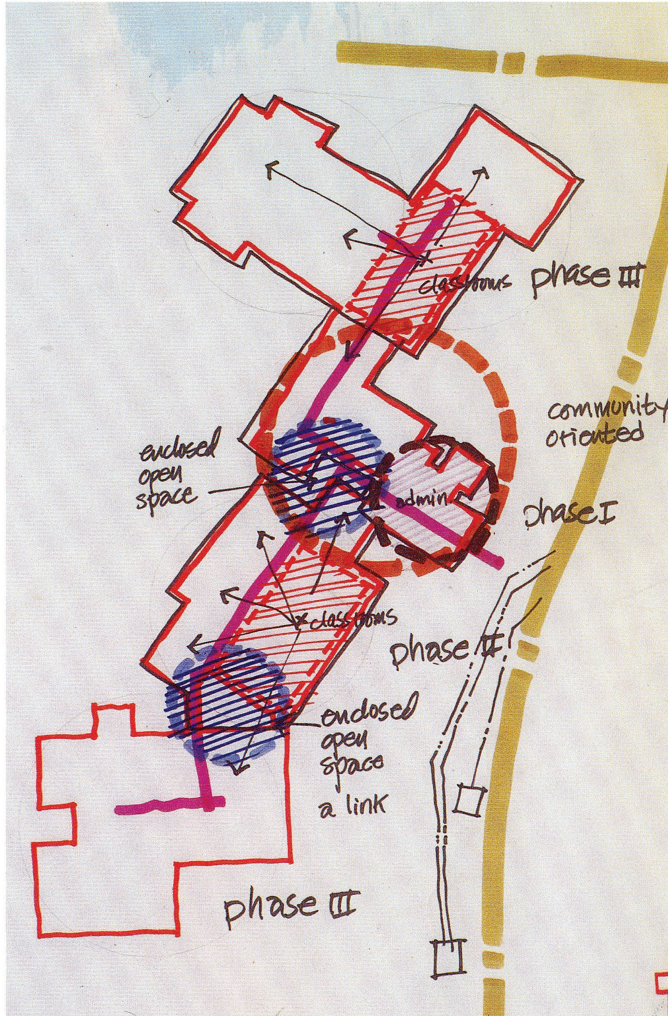 classrooms
phase III
community
oriented
enclosed
open
space
admin
phase I
classrooms
phase II
enclosed
open
space
a link
phase III